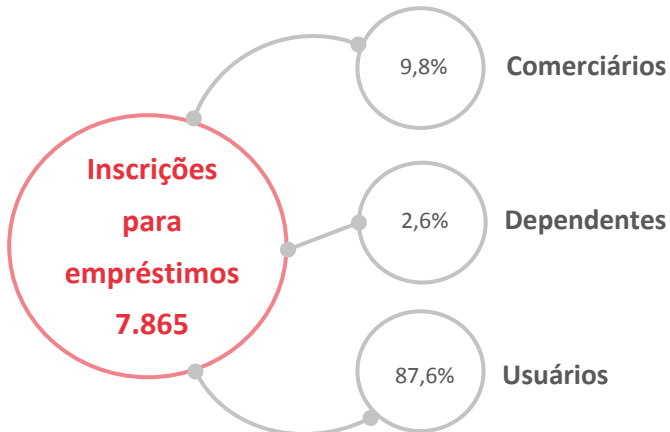 Inscrições
para
empréstimos
7.865
9,8%
Comerciários
2,6%
Dependentes
87,6%
Usuários